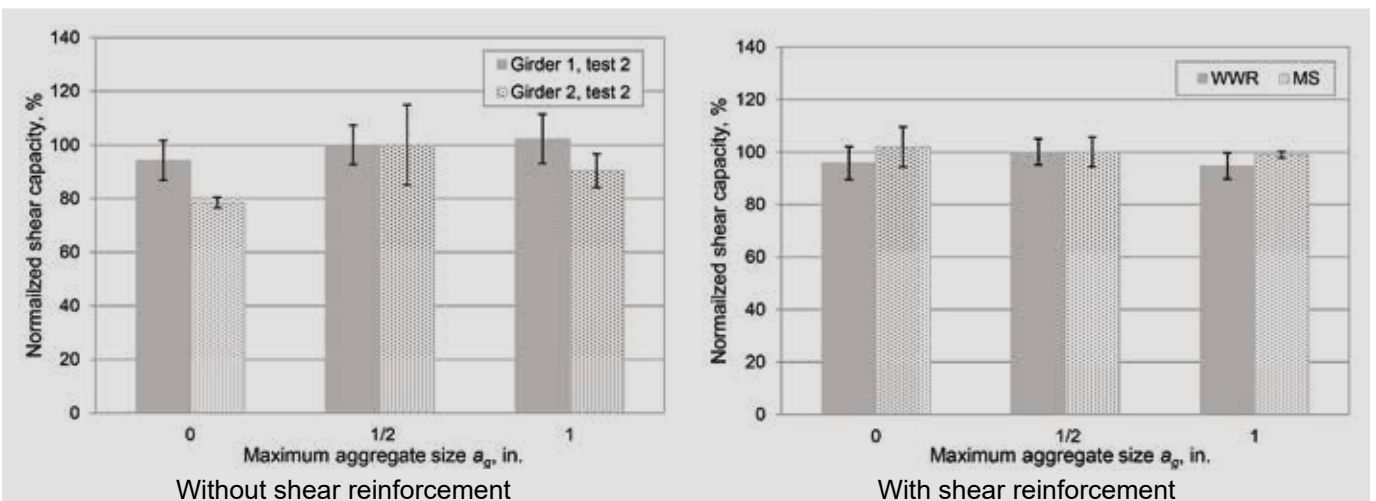 Normailzed shear capacity, %
140
120
100
80
60
40
20
0
Girder 1, test 2
Girder 2, test 2
0 1/2 1
Maximum aggregate size a_g, in.
Without shear reinforcement
Normailzed shear capacity, %
140
120
100
80
60
40
20
0
WWR MS
0 1/2 1
Maximum aggregate size a_g, in.
With shear reinforcement